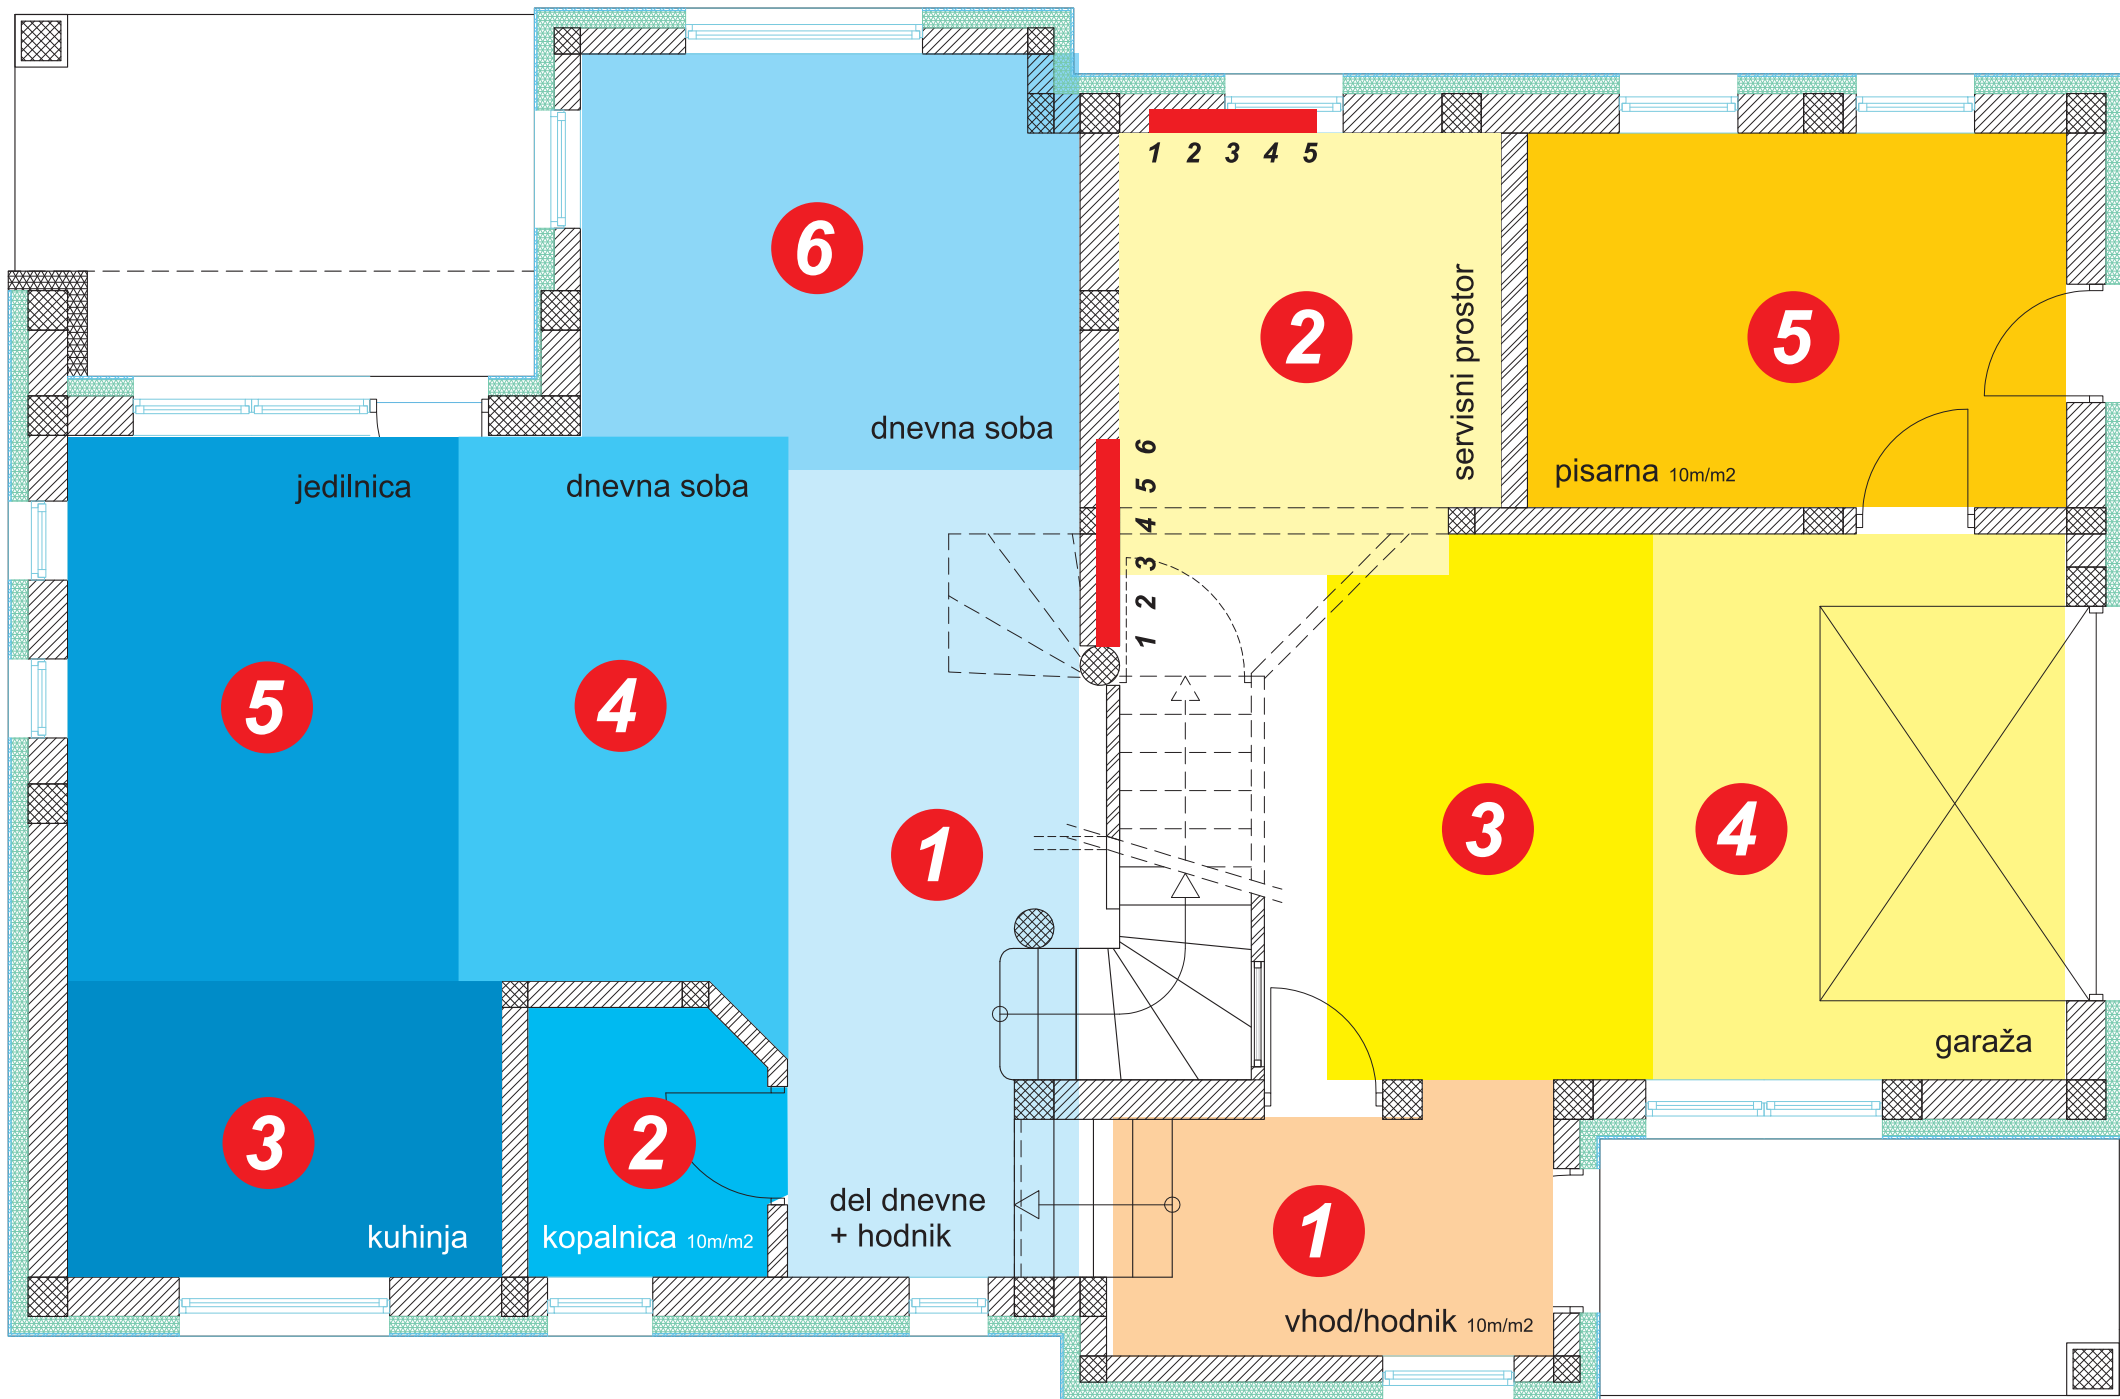 1 2 3 4 5
6
2
servisni prostor
5
dnevna soba
1 2 3 4 5 6
pisarna 10m/m2
jedilnica
dnevna soba
5
4
1
3
4
garaža
3
kuhinja
2
kopalnica 10m/m2
del dnevne
+ hodnik
1
vhod/hodnik 10m/m2